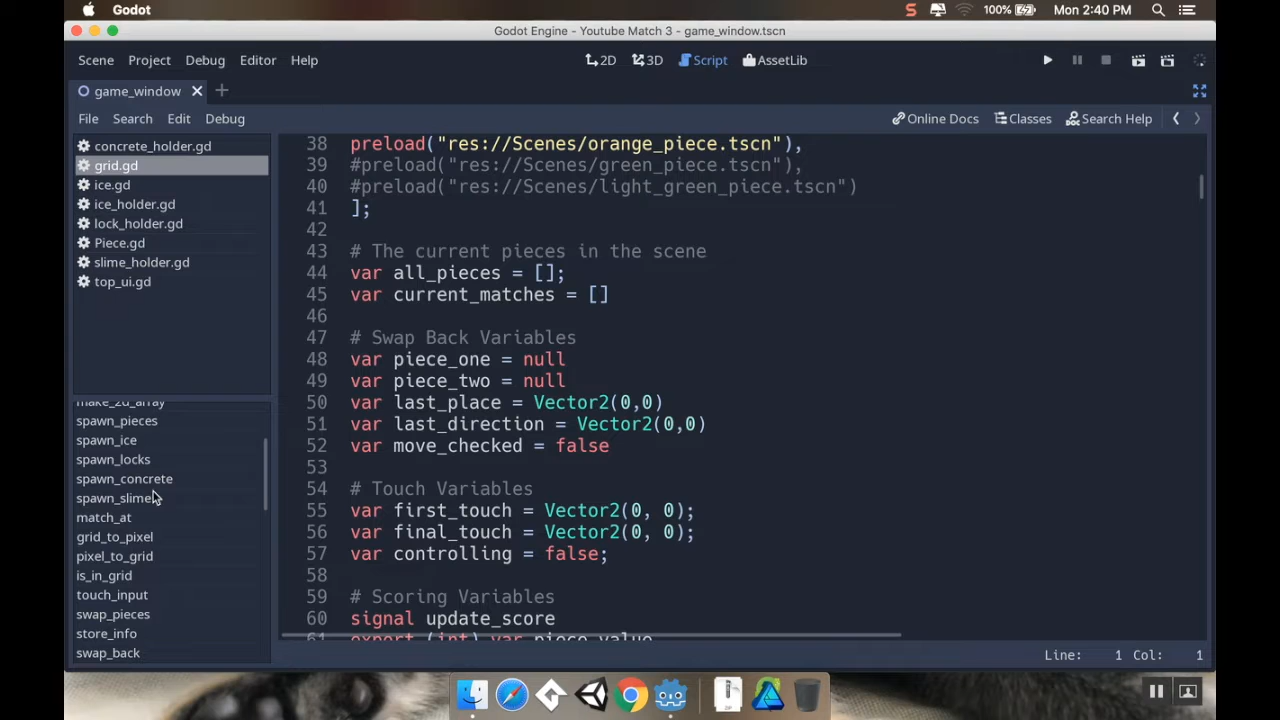 Godot
100%
Mon 2:40 PM
Godot Engine - Youtube Match 3 - game_window.tscn
Scene Project Debug Editor Help
2D 3D Script AssetLib
game_window
File Search Edit Debug
Online Docs Classes Search Help
concrete_holder.gd
grid.gd
ice.gd
ice_holder.gd
lock_holder.gd
Piece.gd
slime_holder.gd
top_ui.gd
make_2d_array
spawn_pieces
spawn_ice
spawn_locks
spawn_concrete
spawn_slime
match_at
grid_to_pixel
pixel_to_grid
is_in_grid
touch_input
swap_pieces
store_info
swap_back
38 preload("res://Scenes/orange_piece.tscn"),
39 #preload("res://Scenes/green_piece.tscn"),
40 #preload("res://Scenes/light_green_piece.tscn")
41 ];
42
43 # The current pieces in the scene
44 var all_pieces = [];
45 var current_matches = []
46
47 # Swap Back Variables
48 var piece_one = null
49 var piece_two = null
50 var last_place = Vector2(0,0)
51 var last_direction = Vector2(0,0)
52 var move_checked = false
53
54 # Touch Variables
55 var first_touch = Vector2(0, 0);
56 var final_touch = Vector2(0, 0);
57 var controlling = false;
58
59 # Scoring Variables
60 signal update_score
61 export (int) var piece_value
Line: 1 Col: 1